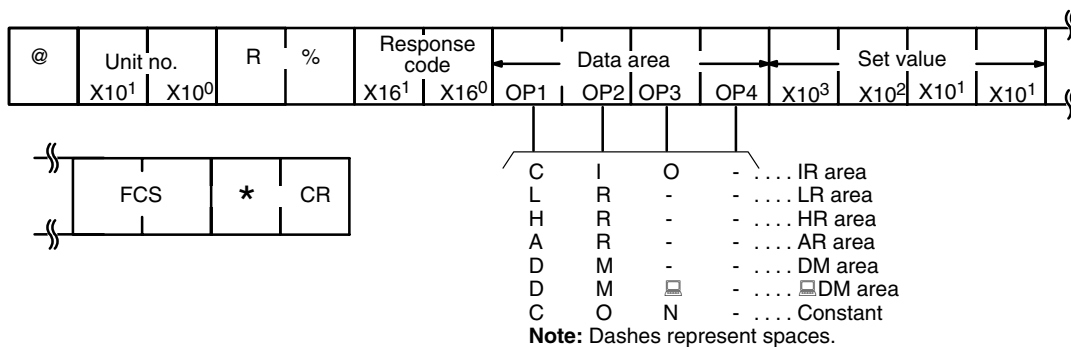 @ Unit no. R % Response code Data area Set value
X10¹ X10⁰ X16¹ X16⁰ OP1 OP2 OP3 OP4 X10³ X10² X10¹ X10¹
FCS * CR
C I O - . . . . IR area
L R - - . . . . LR area
H R - - . . . . HR area
A R - - . . . . AR area
D M - - . . . . DM area
D M 💻 - . . . . 💻DM area
C O N - . . . . Constant
Note: Dashes represent spaces.